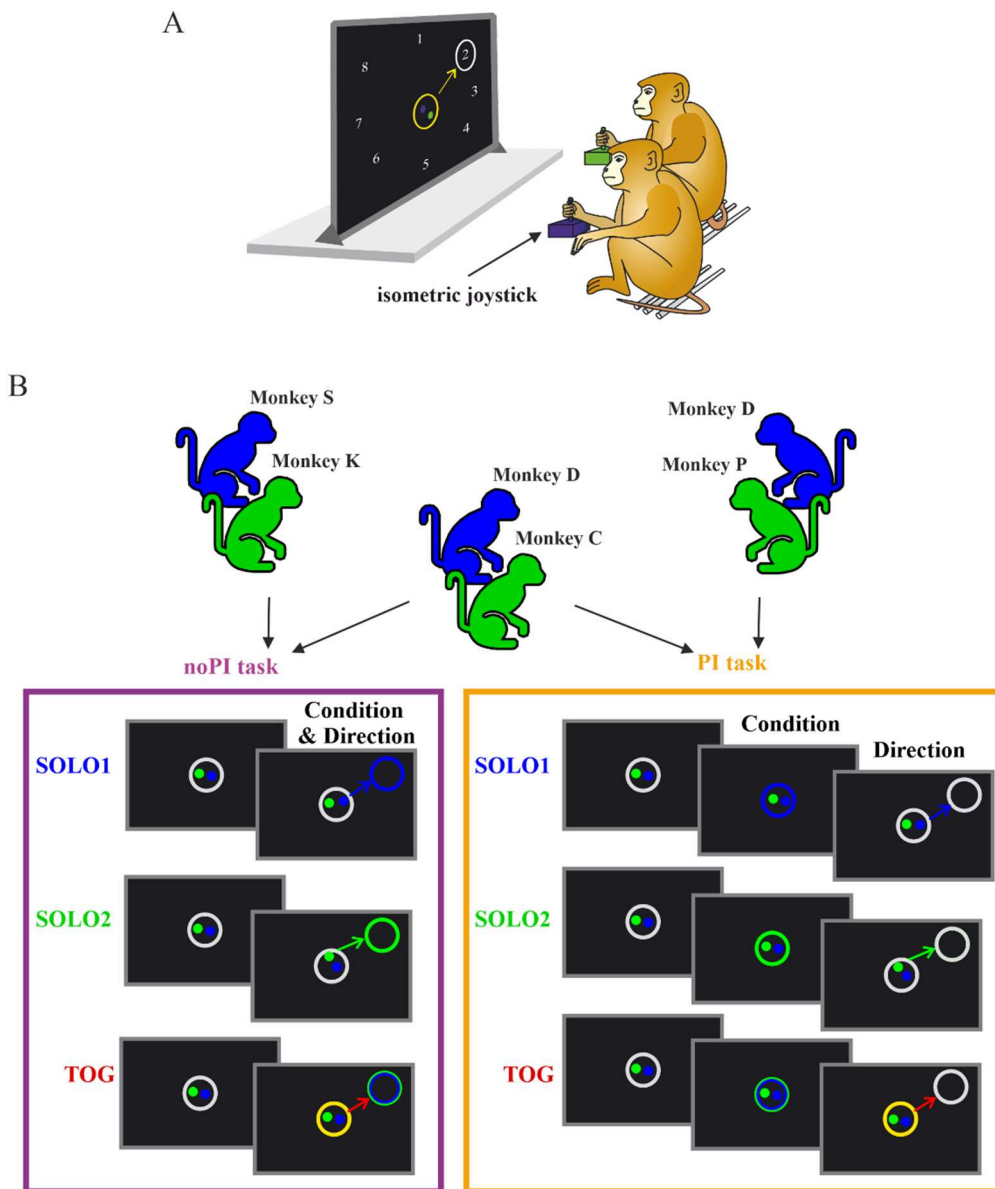 A
1
2
3
4
5
6
7
8
isometric joystick
B
Monkey S
Monkey K
Monkey D
Monkey C
Monkey D
Monkey P
noPI task
PI task
Condition
& Direction
SOLO1
SOLO2
TOG
Condition
Direction
SOLO1
SOLO2
TOG